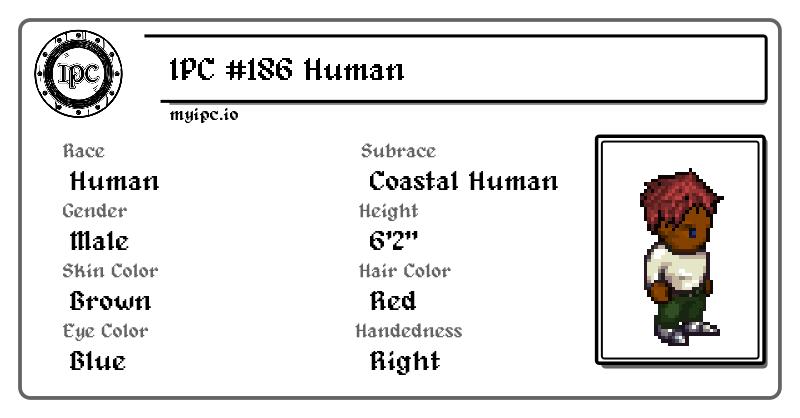 IPC
IPC #186 Human
myipc.io
Race
Human
Subrace
Coastal Human
Gender
Male
Height
6'2"
Skin Color
Brown
Hair Color
Red
Eye Color
Blue
Handedness
Right